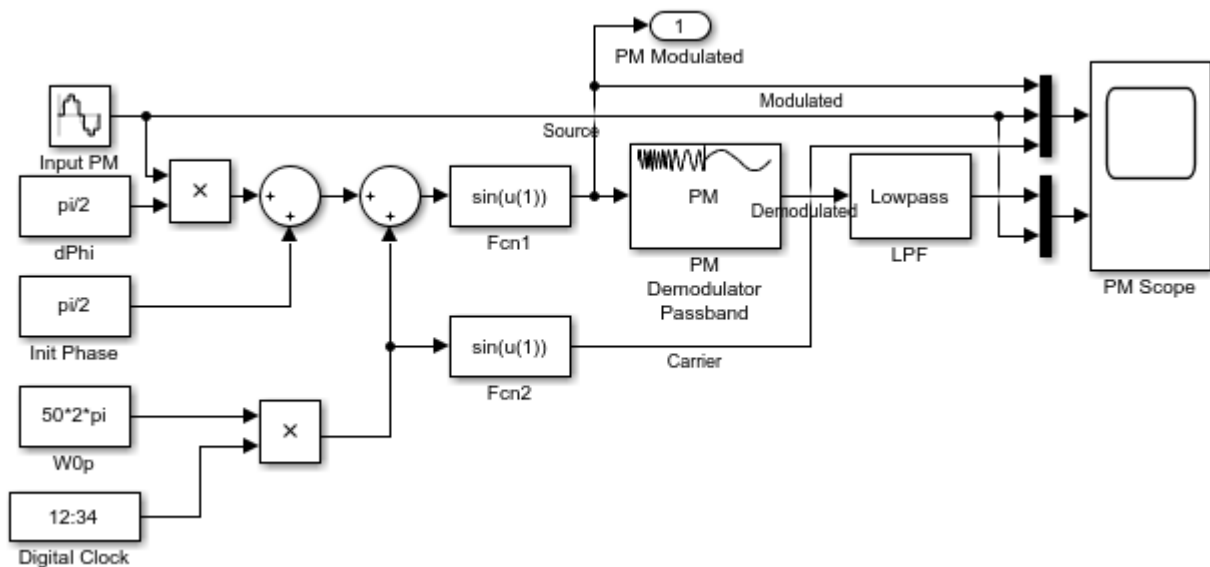 1
PM Modulated
Modulated
Source
Input PM
×
pi/2
dPhi
+
+
+
+
sin(u(1))
Fcn1
PM
Demodulated
PM
Demodulator
Passband
Lowpass
LPF
PM Scope
pi/2
Init Phase
sin(u(1))
Fcn2
Carrier
50*2*pi
W0p
×
12:34
Digital Clock